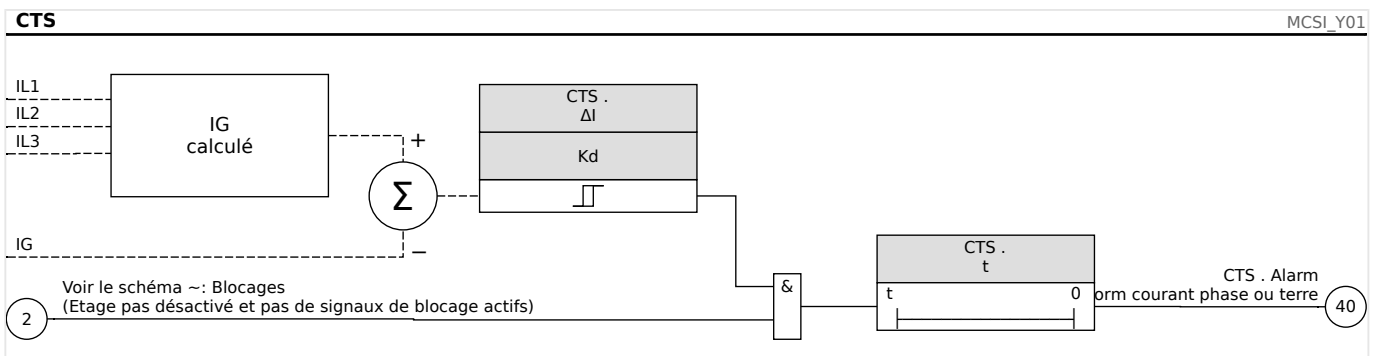 CTS
MCSI_Y01
IL1
IL2
IL3
IG
calculé
+
Σ
−
IG
CTS .
ΔI
Kd
Voir le schéma ~: Blocages
(Etage pas désactivé et pas de signaux de blocage actifs)
2
&
CTS .
t
t 0
CTS . Alarm
orm courant phase ou terre
40